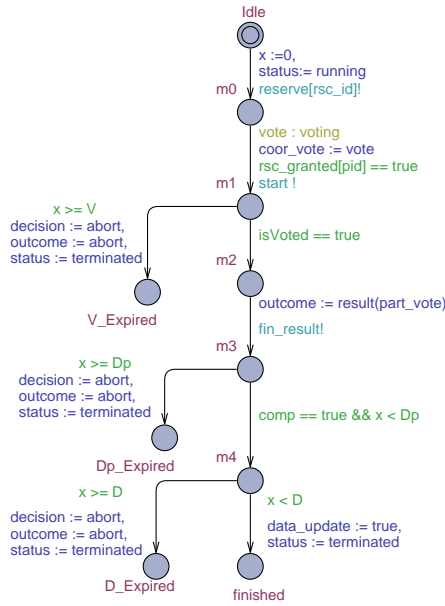 Idle
x :=0,
status:= running
reserve[rsc_id]!
m0
vote : voting
coor_vote := vote
rsc_granted[pid] == true
start !
m1
x >= V
decision := abort,
outcome := abort,
status := terminated
isVoted == true
m2
V_Expired
outcome := result(part_vote)
fin_result!
m3
x >= Dp
decision := abort,
outcome := abort,
status := terminated
comp == true && x < Dp
Dp_Expired
m4
x >= D
decision := abort,
outcome := abort,
status := terminated
x < D
data_update := true,
status := terminated
D_Expired
finished